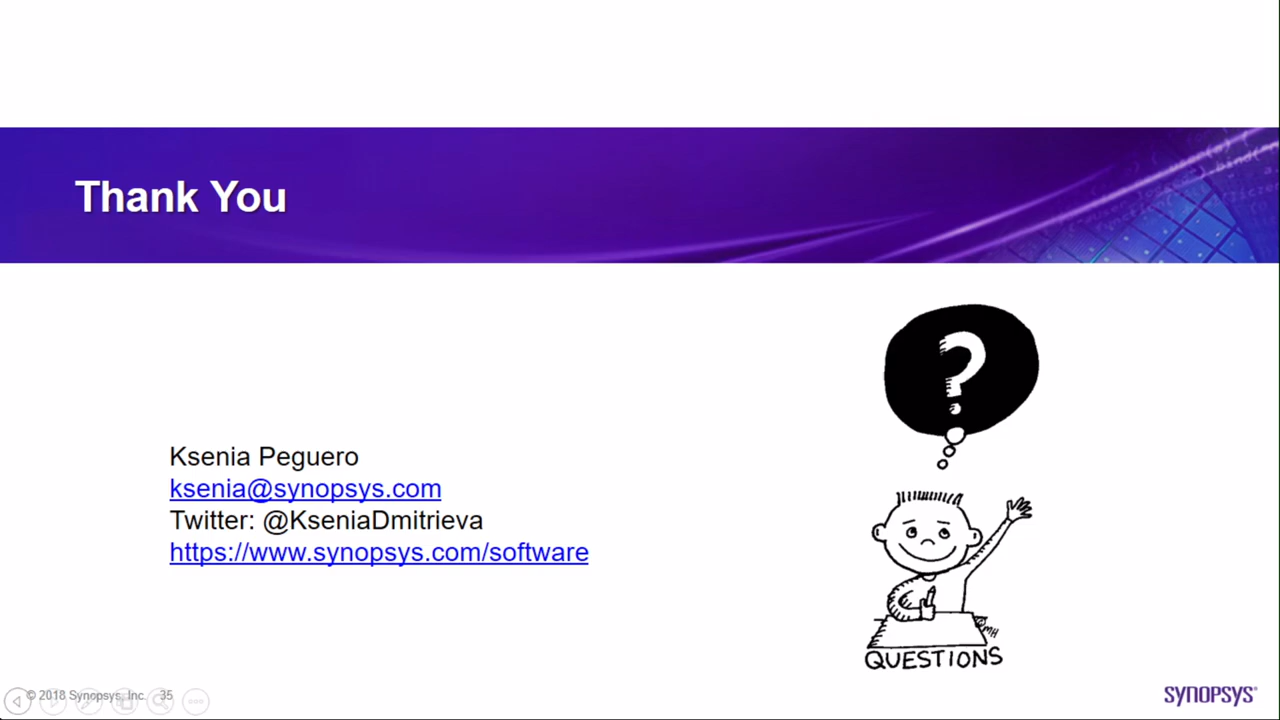 Thank You
Ksenia Peguero
ksenia@synopsys.com
Twitter: @KseniaDmitrieva
https://www.synopsys.com/software
?
MH
QUESTIONS
© 2018 Synopsys, Inc. 35
SYNOPSYS®